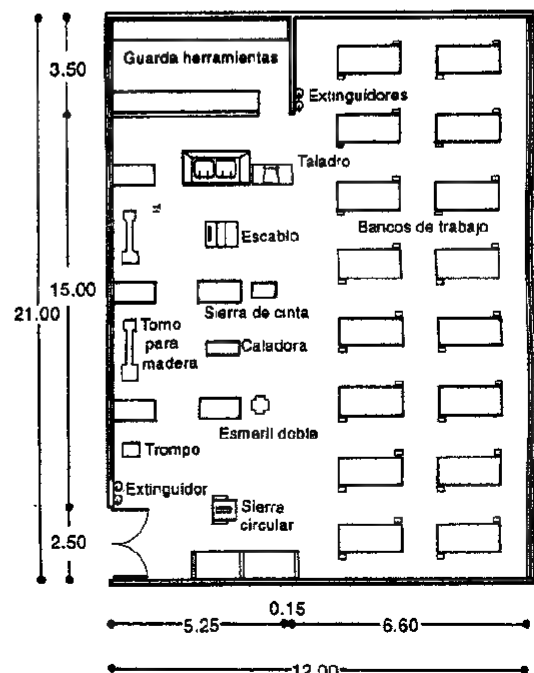 3.50
15.00
21.00
2.50
Guarda herramientas
Extinguidores
Taladro
Escablo
Bancos de trabajo
Sierra de cinta
Torno
para
madera
Caladora
Esmeril doble
Trompo
Extinguidor
Sierra
circular
0.15
5.25
6.60
12.00